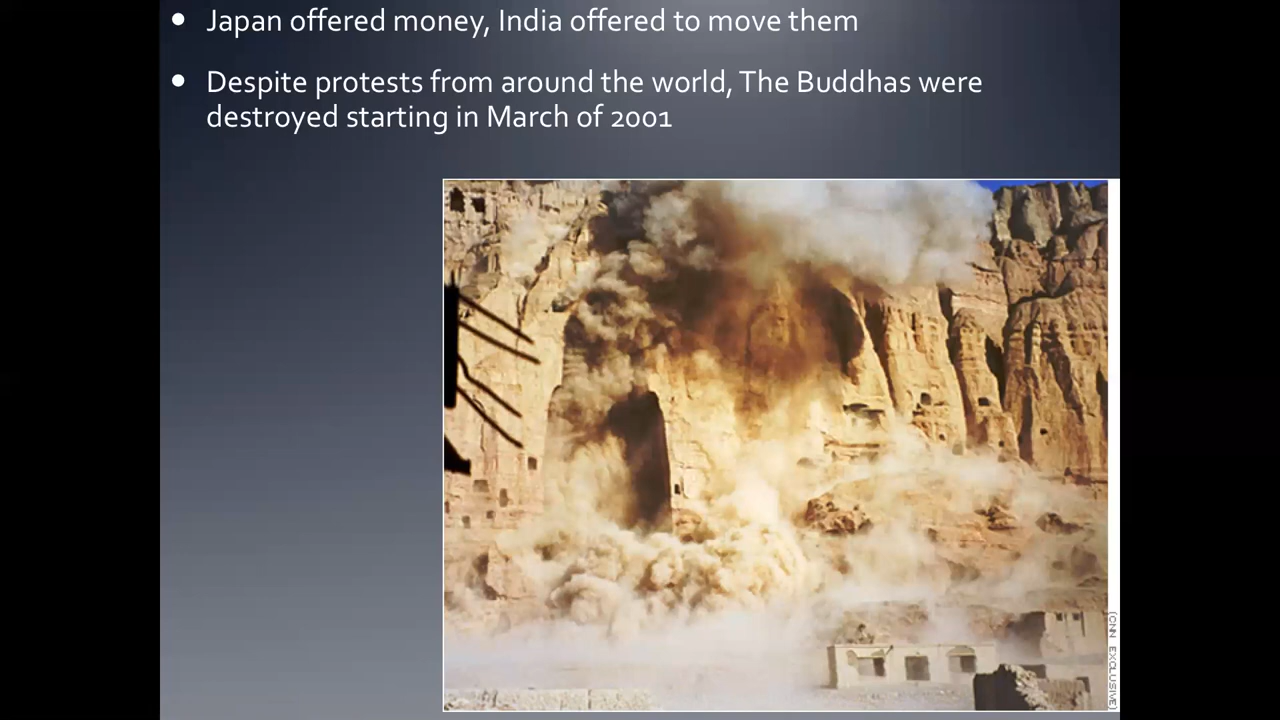 • Japan offered money, India offered to move them
• Despite protests from around the world, The Buddhas were
destroyed starting in March of 2001
(CNN EXCLUSIVE)